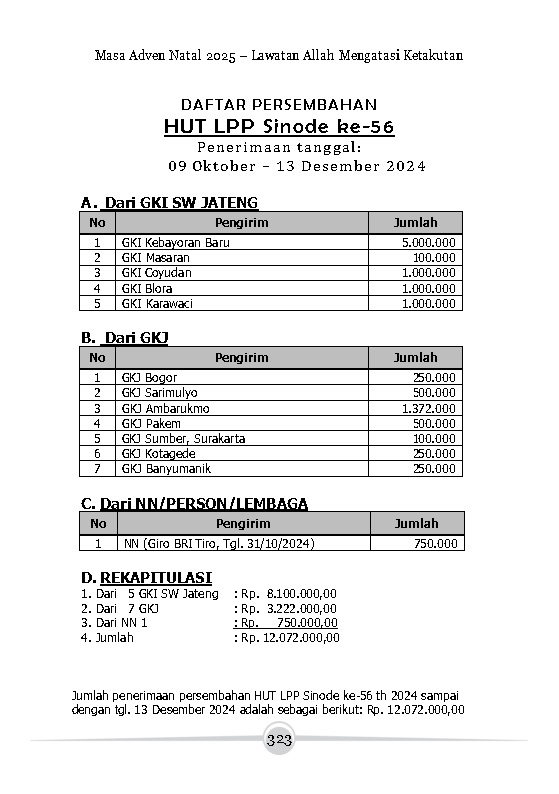 Masa Adven Natal 2025 – Lawatan Allah Mengatasi Ketakutan
DAFTAR PERSEMBAHAN
HUT LPP Sinode ke-56
Penerimaan tanggal:
09 Oktober – 13 Desember 2024
A. Dari GKI SW JATENG
No Pengirim Jumlah
1 GKI Kebayoran Baru 5.000.000
2 GKI Masaran 100.000
3 GKI Coyudan 1.000.000
4 GKI Blora 1.000.000
5 GKI Karawaci 1.000.000
B. Dari GKJ
No Pengirim Jumlah
1 GKJ Bogor 250.000
2 GKJ Sarimulyo 500.000
3 GKJ Ambarukmo 1.372.000
4 GKJ Pakem 500.000
5 GKJ Sumber, Surakarta 100.000
6 GKJ Kotagede 250.000
7 GKJ Banyumanik 250.000
C. Dari NN/PERSON/LEMBAGA
No Pengirim Jumlah
1 NN (Giro BRI Tiro, Tgl. 31/10/2024) 750.000
D. REKAPITULASI
1. Dari 5 GKI SW Jateng : Rp. 8.100.000,00
2. Dari 7 GKJ : Rp. 3.222.000,00
3. Dari NN 1 : Rp. 750.000,00
4. Jumlah : Rp. 12.072.000,00
Jumlah penerimaan persembahan HUT LPP Sinode ke-56 th 2024 sampai
dengan tgl. 13 Desember 2024 adalah sebagai berikut: Rp. 12.072.000,00
323